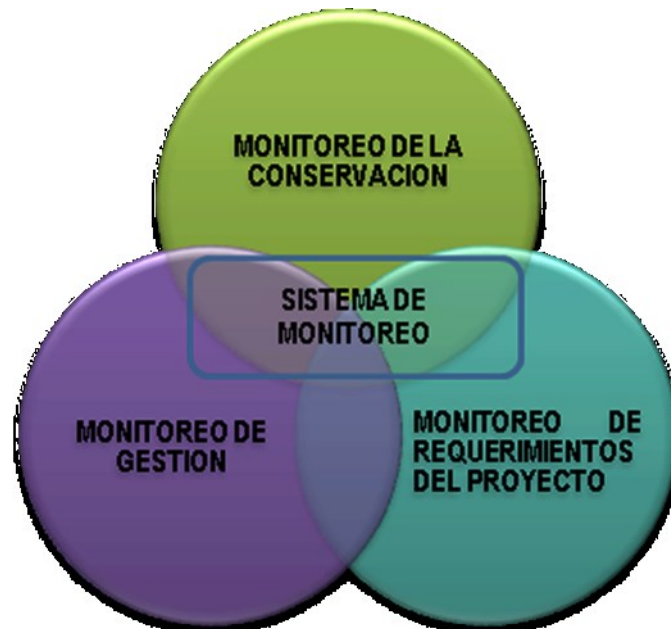 MONITOREO DE LA
CONSERVACION
SISTEMA DE
MONITOREO
MONITOREO DE
GESTION
MONITOREO DE
REQUERIMIENTOS
DEL PROYECTO